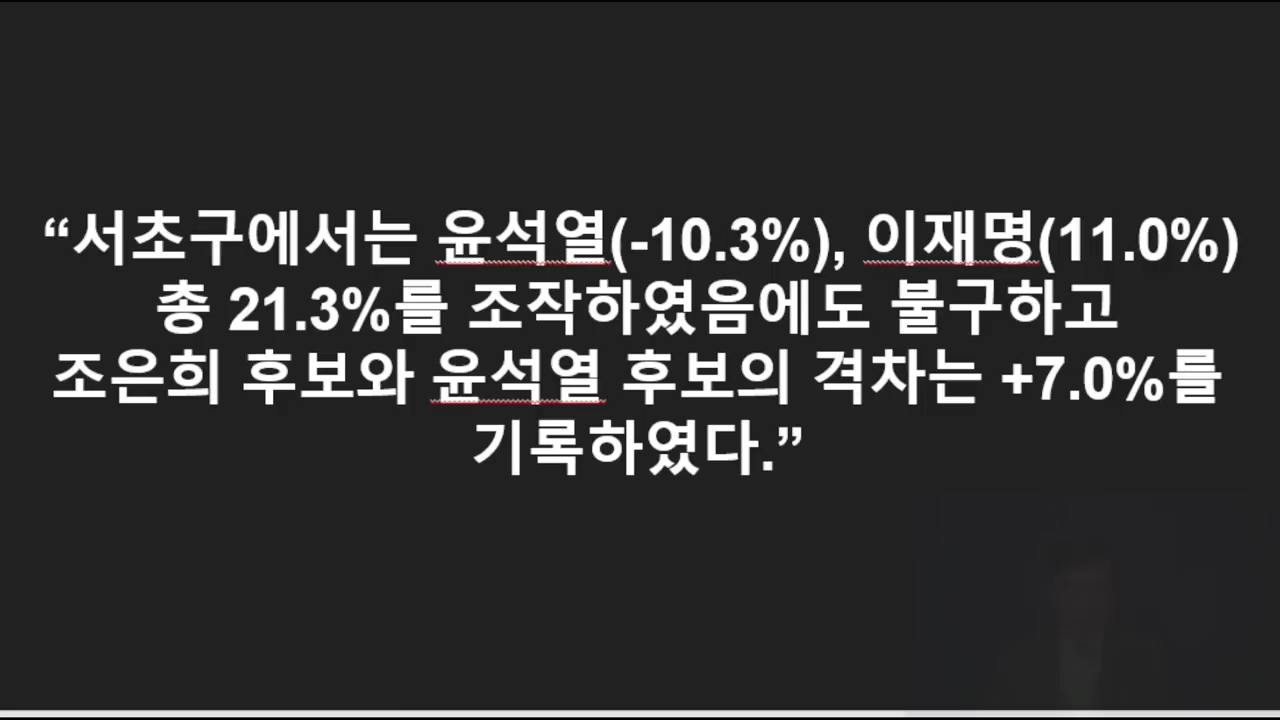 “서초구에서는 윤석열(-10.3%), 이재명(11.0%)
총 21.3%를 조작하였음에도 불구하고
조은희 후보와 윤석열 후보의 격차는 +7.0%를
기록하였다.”